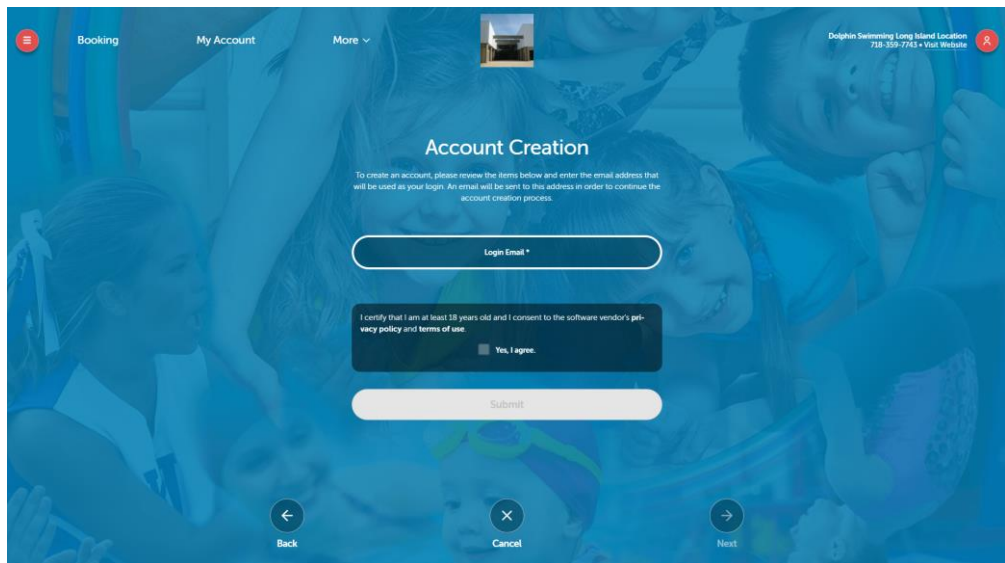 Booking
My Account
More
Dolphin Swimming Long Island Location
718-359-7743 • Visit Website
Account Creation
To create an account, please review the items below and enter the email address that
will be used as your login. An email will be sent to this address in order to continue the
account creation process.
Login Email *
I certify that I am at least 18 years old and I consent to the software vendor's pri-
vacy policy and terms of use.
Yes, I agree.
Submit
Back
Cancel
Next